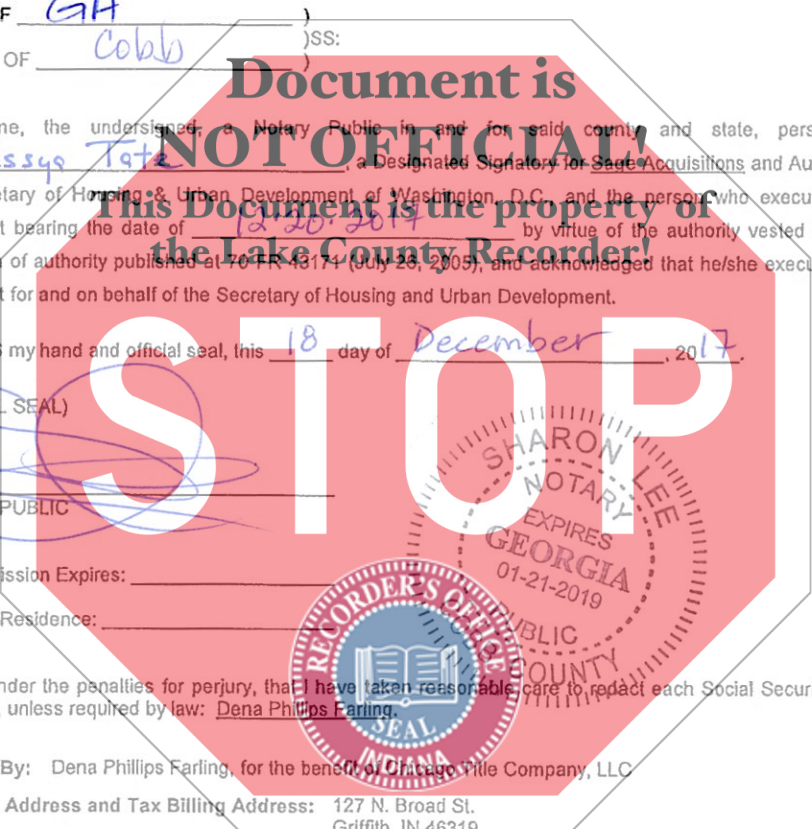 F GA )
OF Cobb )SS:
Document is
me, the undersigned, a Notary Public in and for said county and state, pers
NOT OFFICIAL!
ssya Tate , a Designated Signatory for Sage Acquisitions and Au
etary of Housing & Urban Development of Washington, D.C., and the person who execu
This Document is the property of
t bearing the date of 12-20-2017 by virtue of the authority vested
the Lake County Recorder!
of authority published at 70 FR 43171 (July 26, 2005), and acknowledged that he/she execu
t for and on behalf of the Secretary of Housing and Urban Development.
S my hand and official seal, this 18 day of December , 2017.
STOP
L SEAL)
SHARON LEE
NOTARY
EXPIRES
GEORGIA
01-21-2019
PUBLIC
COUNTY
PUBLIC
ission Expires:
Residence:
RECORDER'S OFFICE
SEAL
INDIANA
nder the penalties for perjury, that I have taken reasonable care to redact each Social Securi
, unless required by law: Dena Phillips Farling.
By: Dena Phillips Farling, for the benefit of Chicago Title Company, LLC
Address and Tax Billing Address: 127 N. Broad St.
Griffith, IN 46319